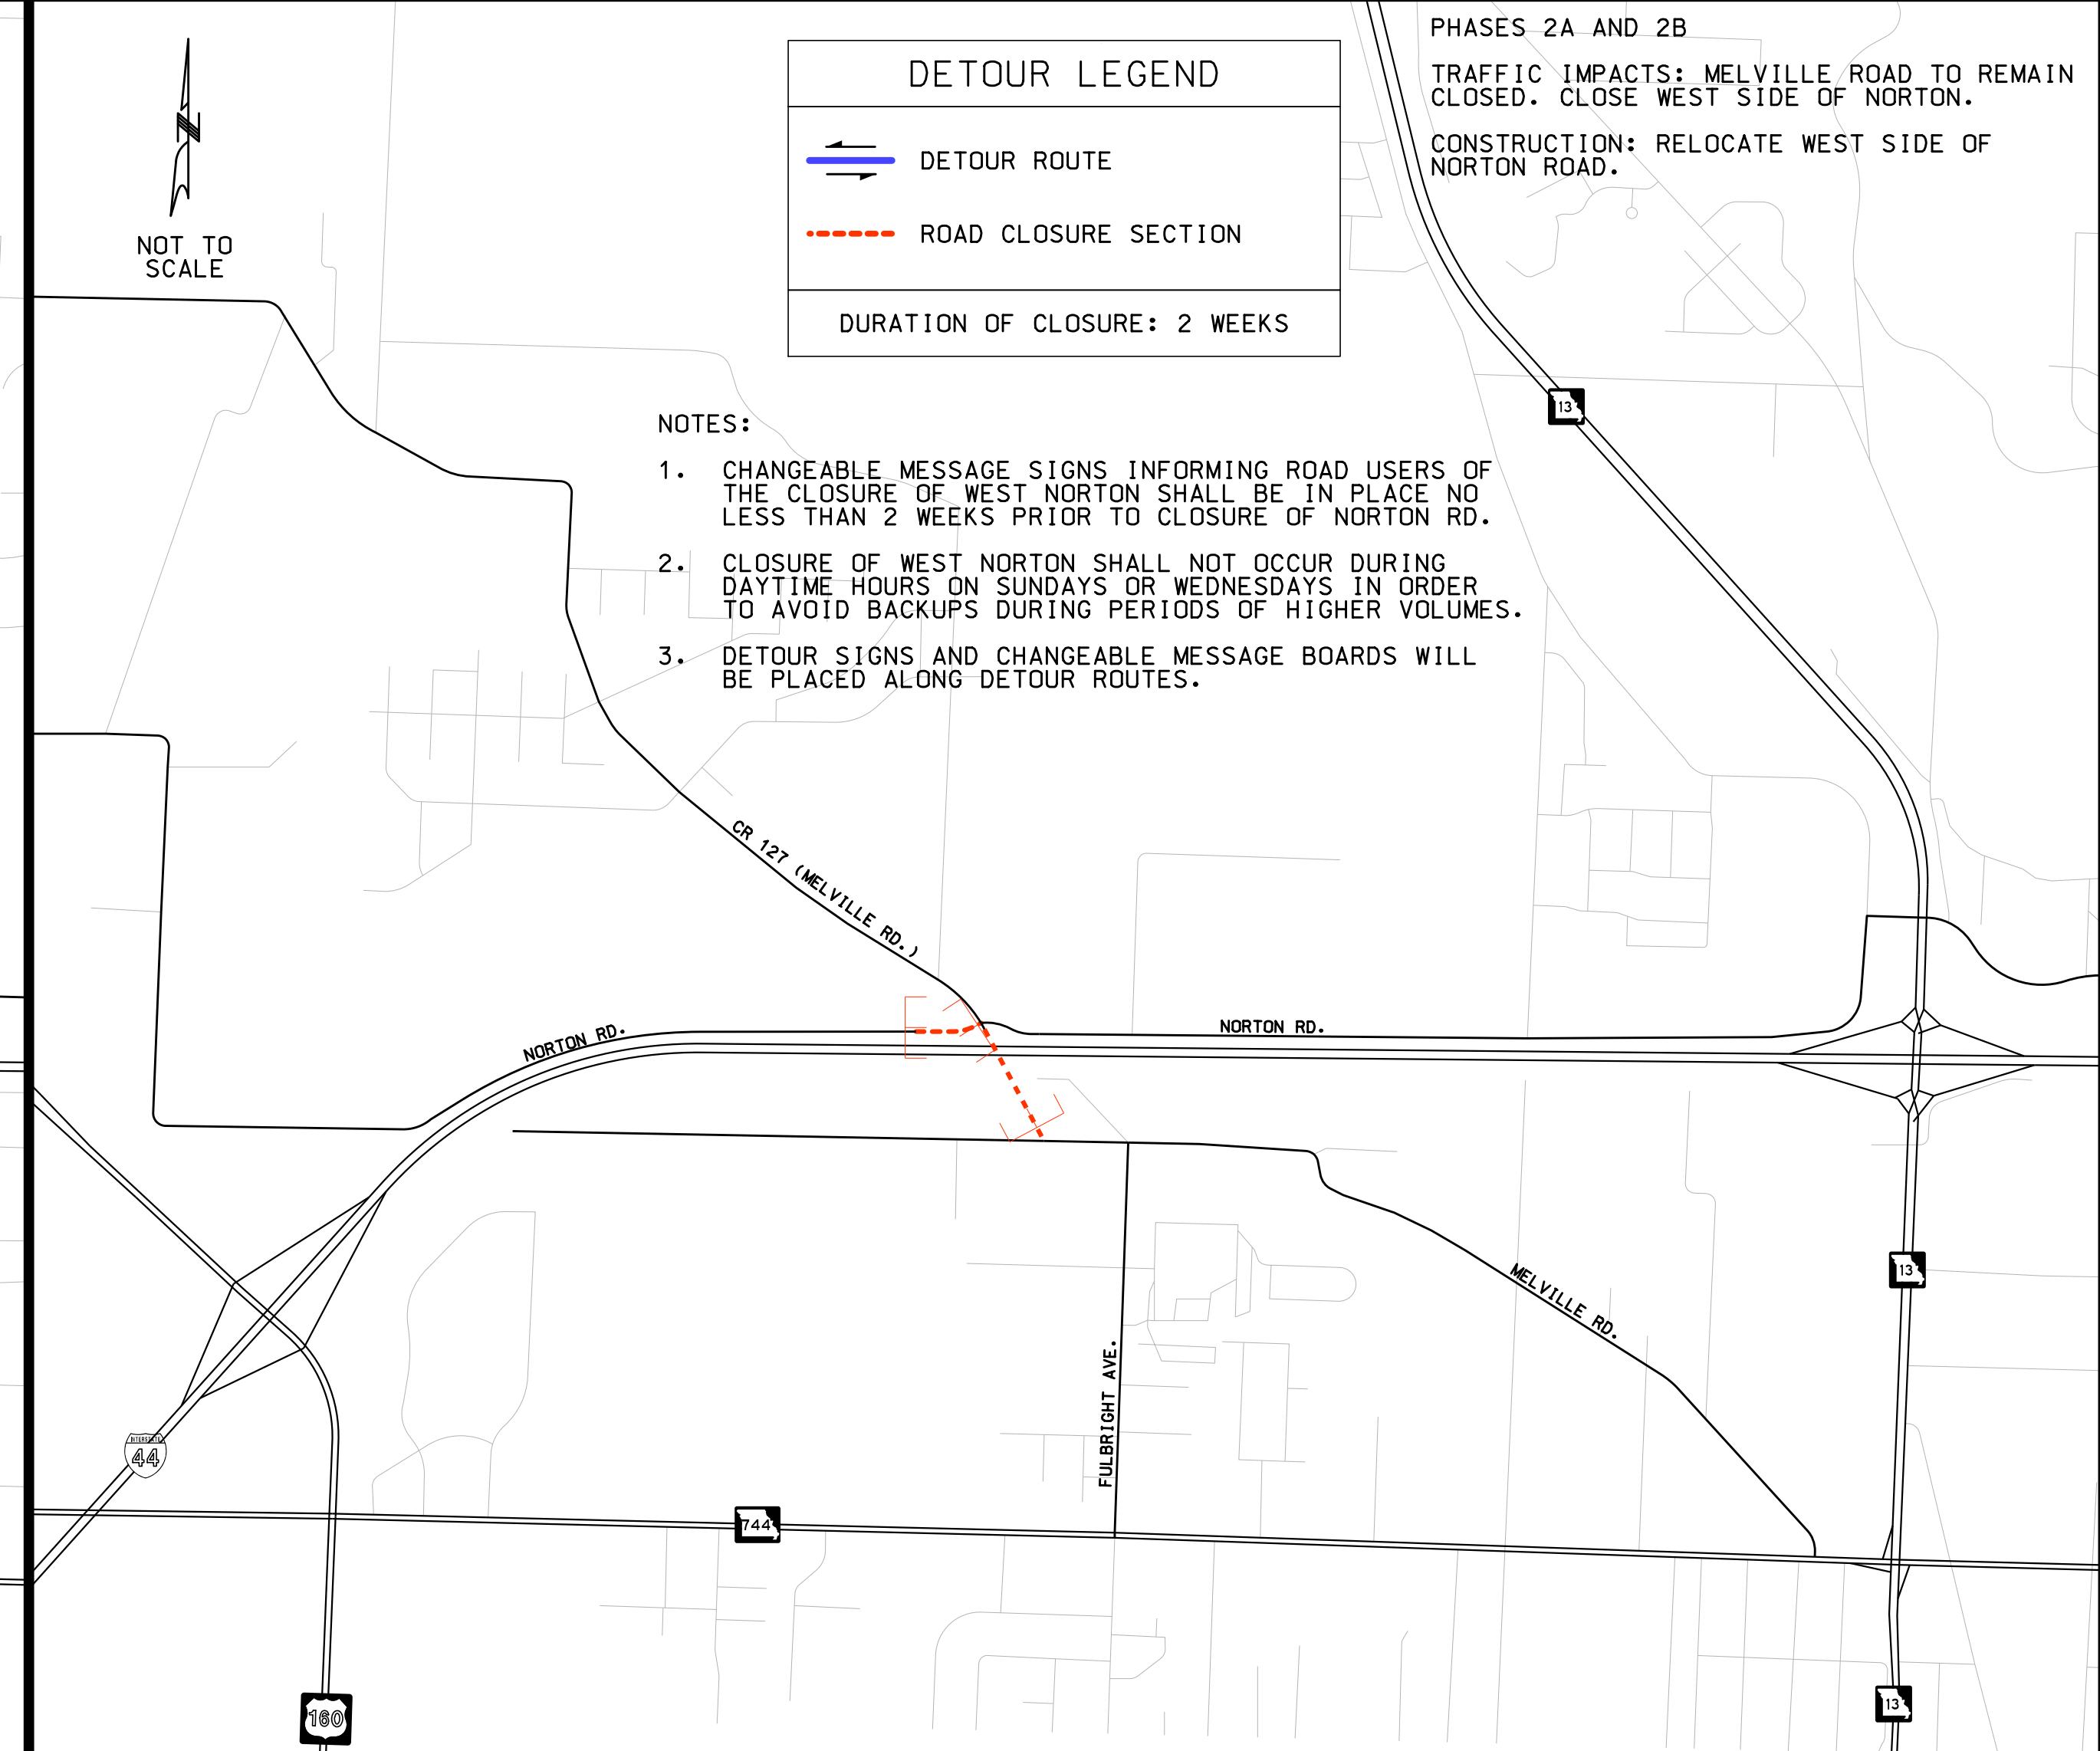 PHASES 2A AND 2B
TRAFFIC IMPACTS: MELVILLE ROAD TO REMAIN
CLOSED. CLOSE WEST SIDE OF NORTON.
CONSTRUCTION: RELOCATE WEST SIDE OF
NORTON ROAD.
N
NOT TO
SCALE
DETOUR LEGEND
DETOUR ROUTE
ROAD CLOSURE SECTION
DURATION OF CLOSURE: 2 WEEKS
13
NOTES:
1. CHANGEABLE MESSAGE SIGNS INFORMING ROAD USERS OF
THE CLOSURE OF WEST NORTON SHALL BE IN PLACE NO
LESS THAN 2 WEEKS PRIOR TO CLOSURE OF NORTON RD.
2. CLOSURE OF WEST NORTON SHALL NOT OCCUR DURING
DAYTIME HOURS ON SUNDAYS OR WEDNESDAYS IN ORDER
TO AVOID BACKUPS DURING PERIODS OF HIGHER VOLUMES.
3. DETOUR SIGNS AND CHANGEABLE MESSAGE BOARDS WILL
BE PLACED ALONG DETOUR ROUTES.
CR 127 (MELVILLE RD.)
NORTON RD.
NORTON RD.
13
MELVILLE RD.
FULBRIGHT AVE.
INTERSTATE
44
744
160
13